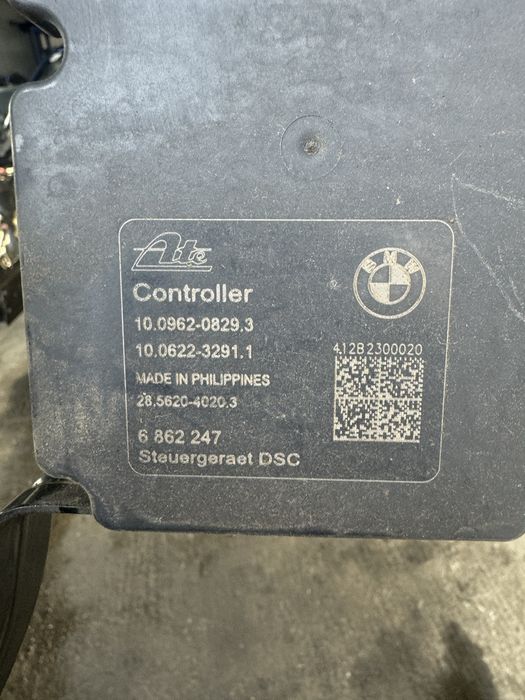 Ate
BMW
Controller
10.0962-0829.3
10.0622-3291.1
412B2300020
MADE IN PHILIPPINES
28.5620-4020.3
6 862 247
Steuergeraet DSC